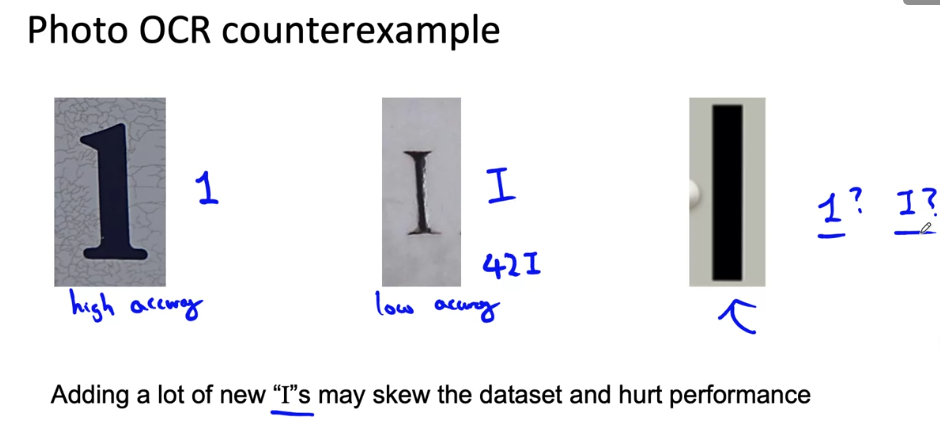 Photo OCR counterexample
1 1 I I 1? I?
42I
high accuracy low accuracy
Adding a lot of new “I”s may skew the dataset and hurt performance